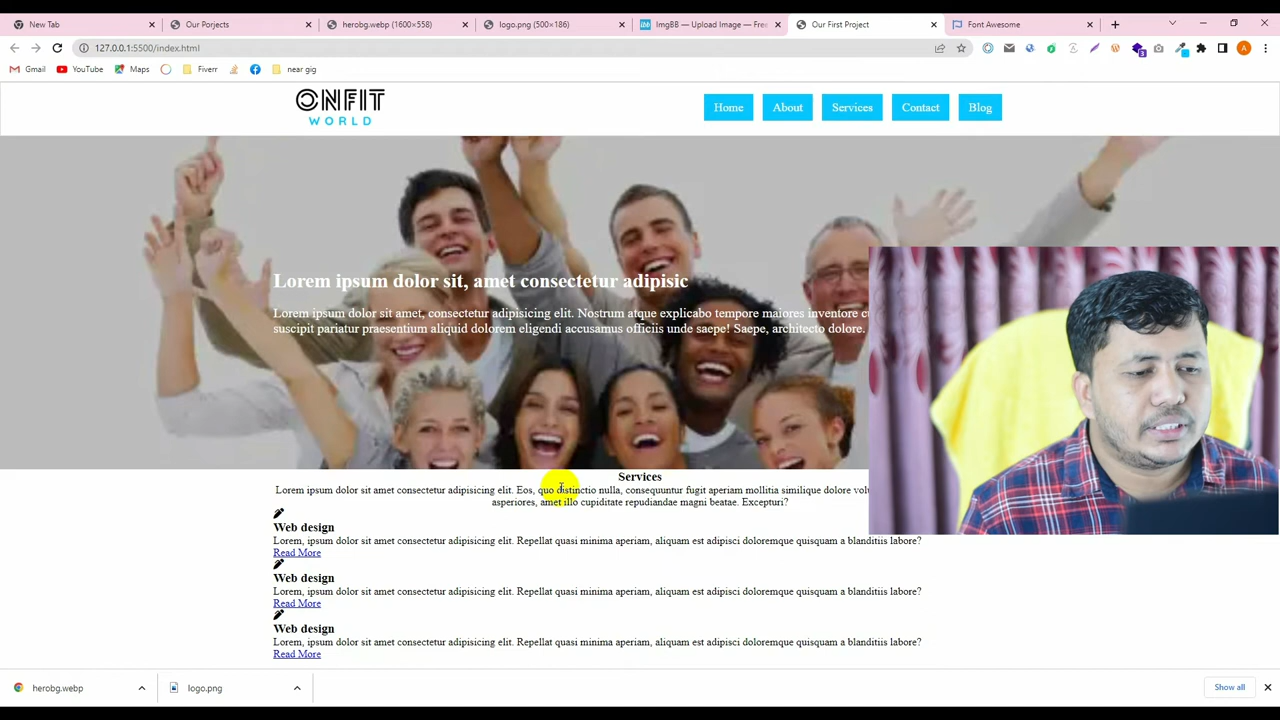 New Tab
Our Porjects
herobg.webp (1600×558)
logo.png (500×186)
ImgBB — Upload Image — Fre
Our First Project
Font Awesome
127.0.0.1:5500/index.html
Gmail
YouTube
Maps
Fiverr
near gig
ONFIT
WORLD
Home
About
Services
Contact
Blog
Lorem ipsum dolor sit, amet consectetur adipisic
Lorem ipsum dolor sit amet, consectetur adipisicing elit. Nostrum atque explicabo tempore maiores inventore
suscipit pariatur praesentium aliquid dolorem eligendi accusamus officiis unde saepe! Saepe, architecto dolore.
Services
Lorem ipsum dolor sit amet consectetur adipisicing elit. Eos, quo distinctio nulla, consequuntur fugit aperiam mollitia similique dolore
asperiores, amet illo cupiditate repudiandae magni beatae. Excepturi?
Web design
Lorem, ipsum dolor sit amet consectetur adipisicing elit. Repellat quasi minima aperiam, aliquam est adipisci doloremque quisquam a blanditiis labore?
Read More
Web design
Lorem, ipsum dolor sit amet consectetur adipisicing elit. Repellat quasi minima aperiam, aliquam est adipisci doloremque quisquam a blanditiis labore?
Read More
Web design
Lorem, ipsum dolor sit amet consectetur adipisicing elit. Repellat quasi minima aperiam, aliquam est adipisci doloremque quisquam a blanditiis labore?
Read More
herobg.webp
logo.png
Show all